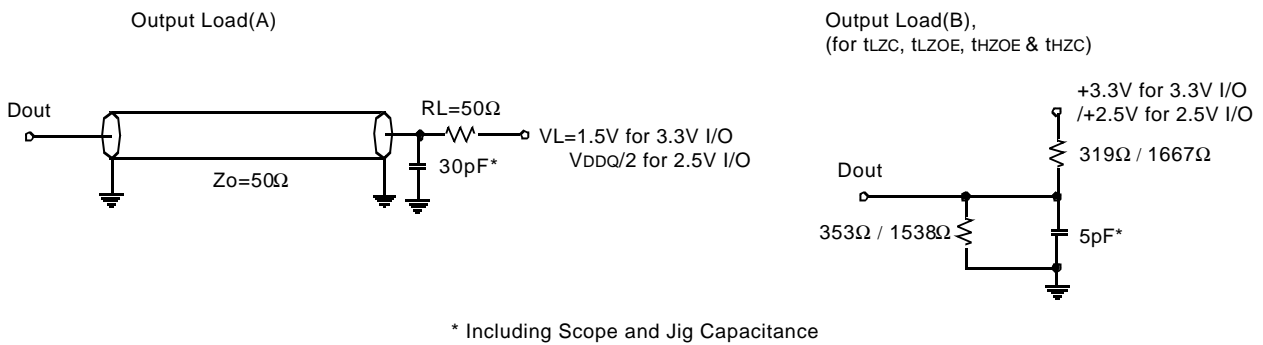 Output Load(A)
Dout
RL=50Ω
VL=1.5V for 3.3V I/O
VDDQ/2 for 2.5V I/O
30pF*
Zo=50Ω
Output Load(B),
(for tLZC, tLZOE, tHZOE & tHZC)
+3.3V for 3.3V I/O
/+2.5V for 2.5V I/O
319Ω / 1667Ω
Dout
353Ω / 1538Ω
5pF*
* Including Scope and Jig Capacitance